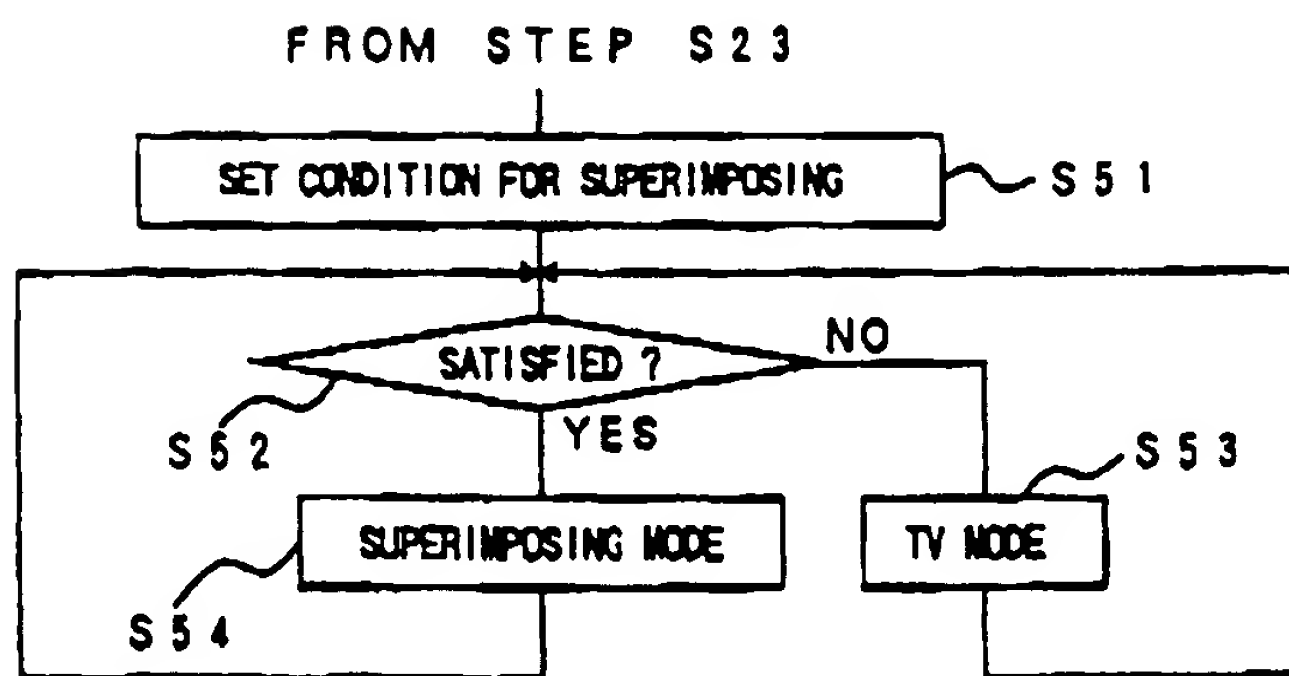 FROM STEP S23
SET CONDITION FOR SUPERIMPOSING
S51
SATISFIED ?
NO
S52
YES
S53
SUPERIMPOSING MODE
TV MODE
S54